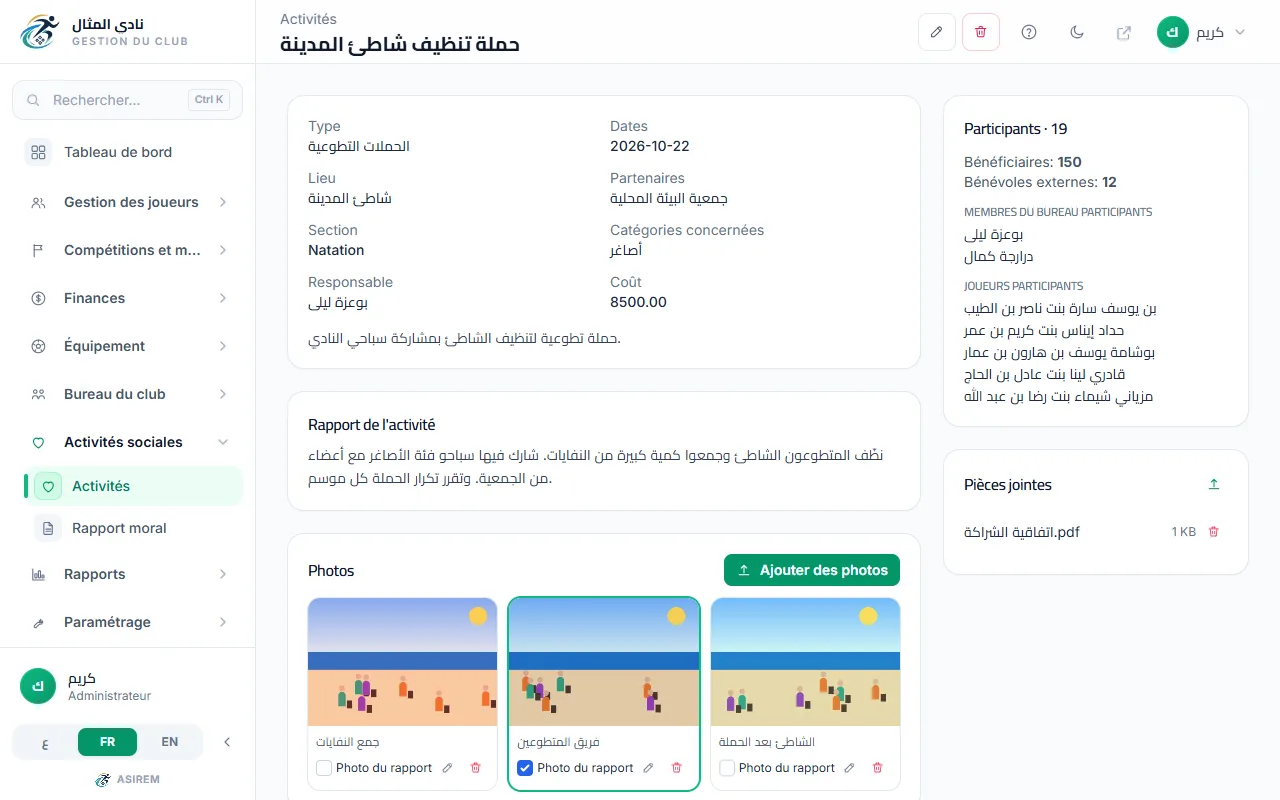 نادي المثال
GESTION DU CLUB
Rechercher...
Ctrl K
Tableau de bord
Gestion des joueurs
Compétitions et m...
Finances
Équipement
Bureau du club
Activités sociales
Activités
Rapport moral
Rapports
Paramétrage
ك
كريم
Administrateur
ع
FR
EN
ASIREM
Activités
حملة تنظيف شاطئ المدينة
ك
كريم
Type
الحملات التطوعية
Dates
2026-10-22
Lieu
شاطئ المدينة
Partenaires
جمعية البيئة المحلية
Section
Natation
Catégories concernées
أصاغر
Responsable
بوعزة ليلى
Coût
8500.00
حملة تطوعية لتنظيف الشاطئ بمشاركة سباحي النادي.
Rapport de l'activité
نظّف المتطوعون الشاطئ وجمعوا كمية كبيرة من النفايات. شارك فيها سباحو فئة الأصاغر مع أعضاء
من الجمعية. وتقرر تكرار الحملة كل موسم.
Photos
Ajouter des photos
جمع النفايات
Photo du rapport
فريق المتطوعين
Photo du rapport
الشاطئ بعد الحملة
Photo du rapport
Participants · 19
Bénéficiaires: 150
Bénévoles externes: 12
MEMBRES DU BUREAU PARTICIPANTS
بوعزة ليلى
درارجة كمال
JOUEURS PARTICIPANTS
بن يوسف سارة بنت ناصر بن الطيب
حداد إيناس بنت كريم بن عمر
بوشامة يوسف بن هارون بن عمار
قادري لينا بنت عادل بن الحاج
مزياني شيماء بنت رضا بن عبد الله
Pièces jointes
اتفاقية الشراكة.pdf
1 KB